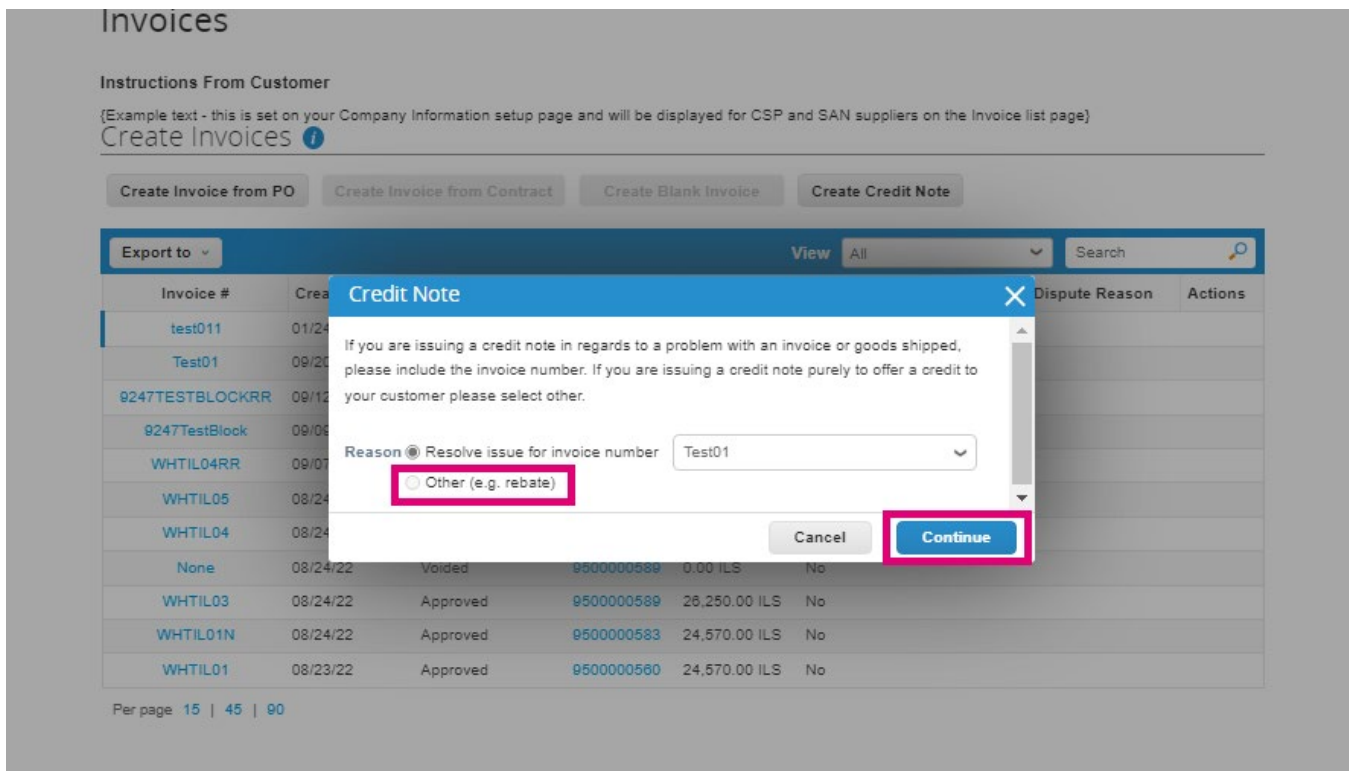 Invoices
Instructions From Customer
{Example text - this is set on your Company Information setup page and will be displayed for CSP and SAN suppliers on the Invoice list page}
Create Invoices i
Create Invoice from PO Create Invoice from Contract Create Blank Invoice Create Credit Note
Export to View All Search
Invoice # Crea Dispute Reason Actions
Credit Note
If you are issuing a credit note in regards to a problem with an invoice or goods shipped,
please include the invoice number. If you are issuing a credit note purely to offer a credit to
your customer please select other.
Reason Resolve issue for invoice number Test01
Other (e.g. rebate)
Cancel Continue
test011 01/24
Test01 09/20
9247TESTBLOCKRR 09/12
9247TestBlock 09/09
WHTIL04RR 09/07
WHTIL05 08/24
WHTIL04 08/24
None 08/24/22 Voided 9500000589 0.00 ILS No
WHTIL03 08/24/22 Approved 9500000589 26,250.00 ILS No
WHTIL01N 08/24/22 Approved 9500000583 24,570.00 ILS No
WHTIL01 08/23/22 Approved 9500000560 24,570.00 ILS No
Per page 15 | 45 | 90